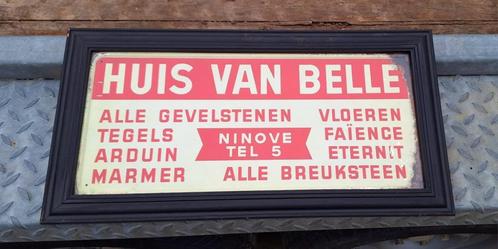 HUIS VAN BELLE
ALLE GEVELSTENEN VLOEREN
TEGELS NINOVE FAÏENCE
ARDUIN TEL 5 ETERNIT
MARMER ALLE BREUKSTEEN